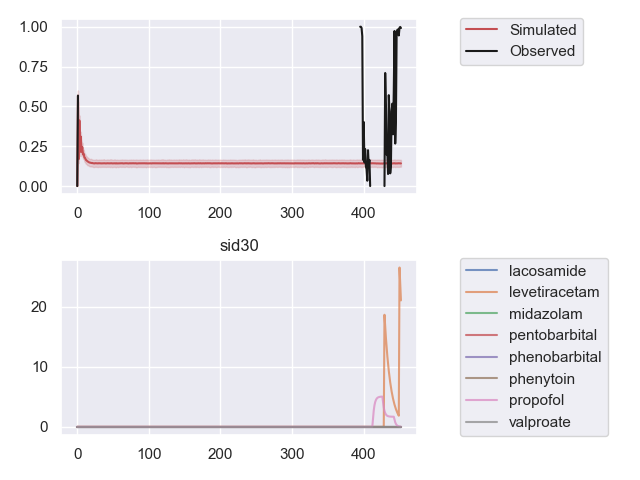 1.00
0.75
0.50
0.25
0.00
0 100 200 300 400
Simulated
Observed
sid30
20
10
0
0 100 200 300 400
lacosamide
levetiracetam
midazolam
pentobarbital
phenobarbital
phenytoin
propofol
valproate